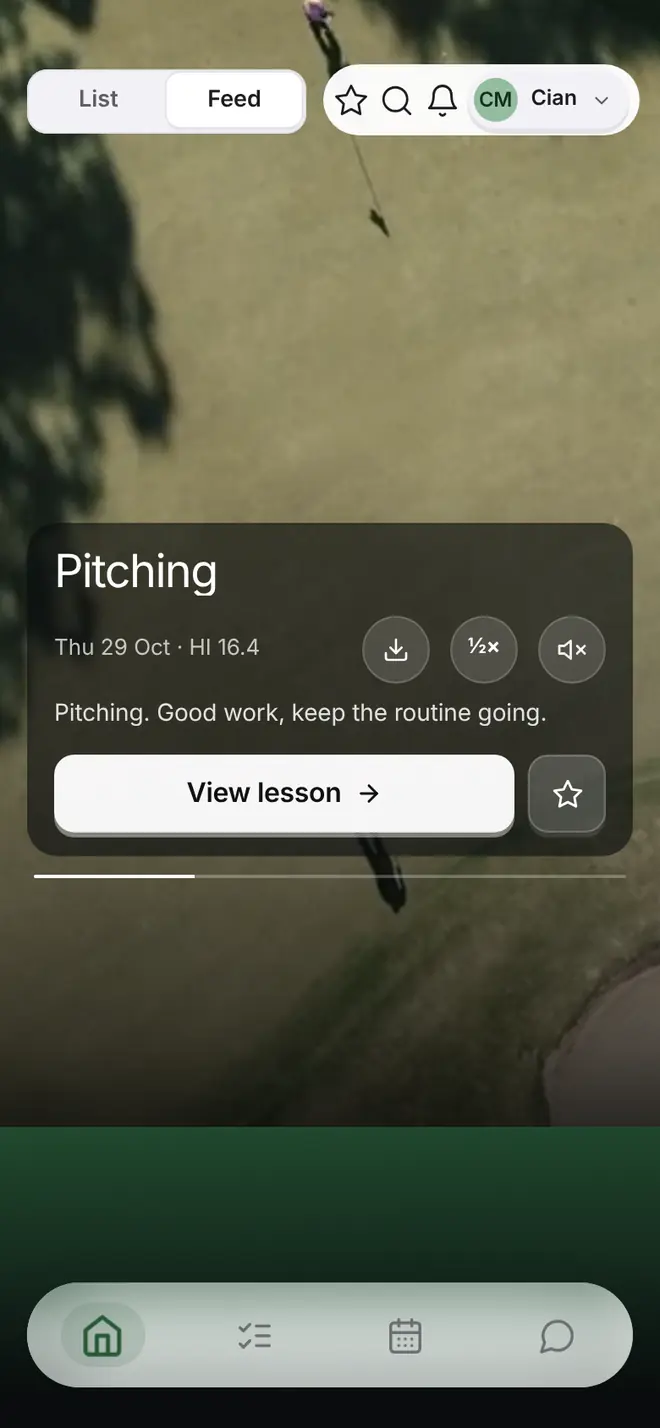 List
Feed
CM
Cian
Pitching
Thu 29 Oct · HI 16.4
½×
Pitching. Good work, keep the routine going.
View lesson →